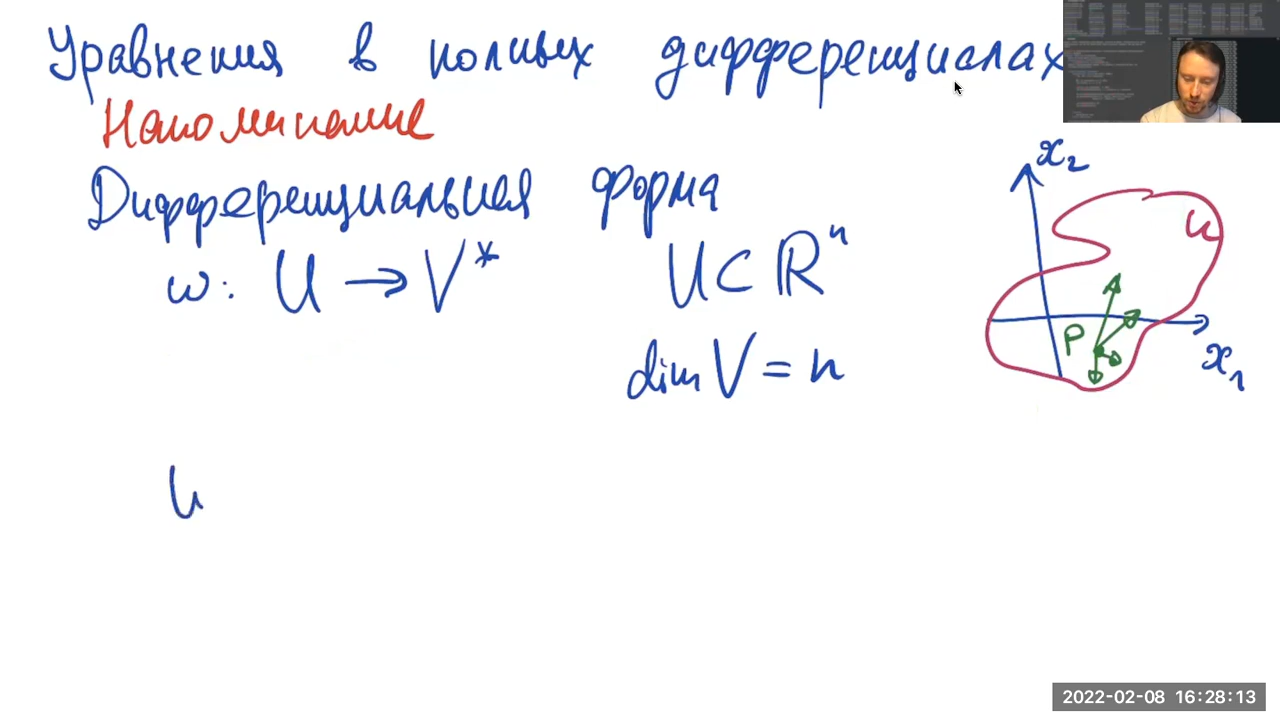 Уравнения в полных дифференциалах
Напоминание
Дифференциальная форма
ω: U → V* U ⊂ ℝⁿ
dim V = n
x₂
U
P
x₁
2022-02-08 16:28:13